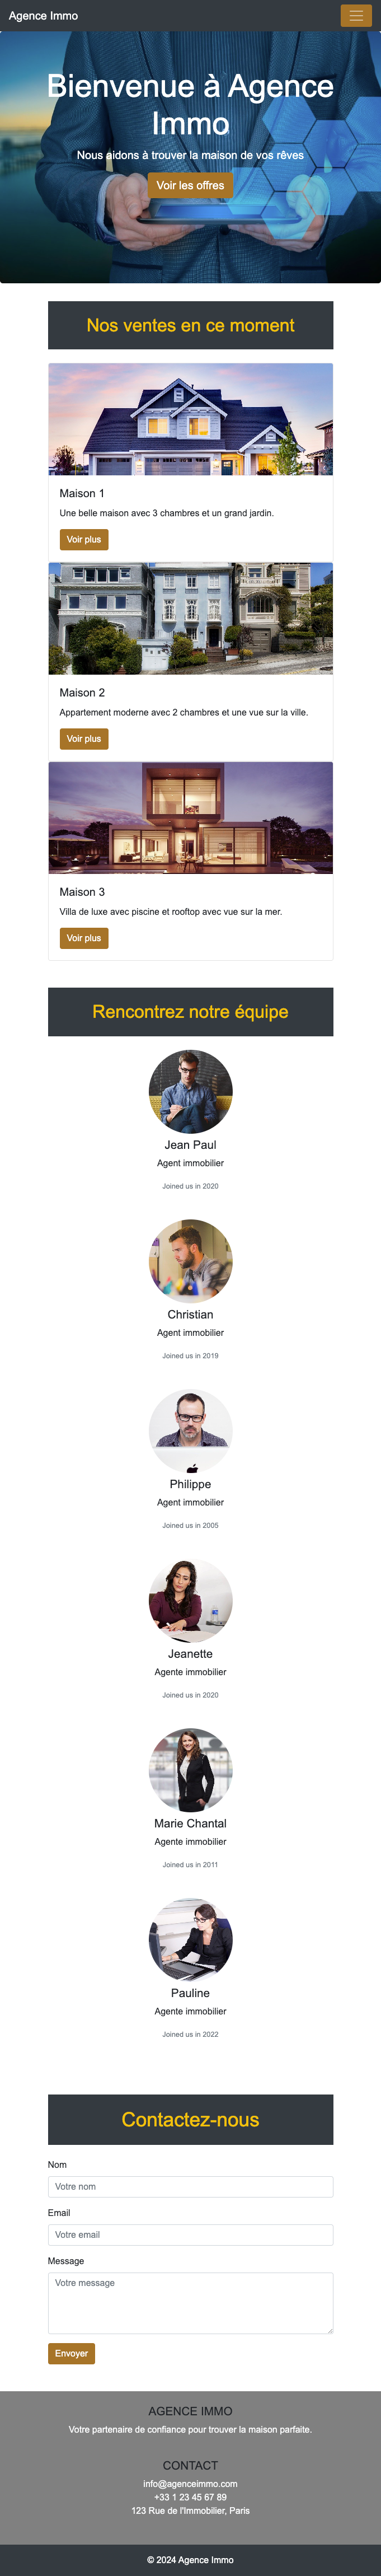 Agence Immo
Bienvenue à Agence
Immo
Nous aidons à trouver la maison de vos rêves
Voir les offres
Nos ventes en ce moment
Maison 1
Une belle maison avec 3 chambres et un grand jardin.
Voir plus
Maison 2
Appartement moderne avec 2 chambres et une vue sur la ville.
Voir plus
Maison 3
Villa de luxe avec piscine et rooftop avec vue sur la mer.
Voir plus
Rencontrez notre équipe
Jean Paul
Agent immobilier
Joined us in 2020
Christian
Agent immobilier
Joined us in 2019
Philippe
Agent immobilier
Joined us in 2005
Jeanette
Agente immobilier
Joined us in 2020
Marie Chantal
Agente immobilier
Joined us in 2011
Pauline
Agente immobilier
Joined us in 2022
Contactez-nous
Nom
Votre nom
Email
Votre email
Message
Votre message
Envoyer
AGENCE IMMO
Votre partenaire de confiance pour trouver la maison parfaite.
CONTACT
info@agenceimmo.com
+33 1 23 45 67 89
123 Rue de l'Immobilier, Paris
© 2024 Agence Immo